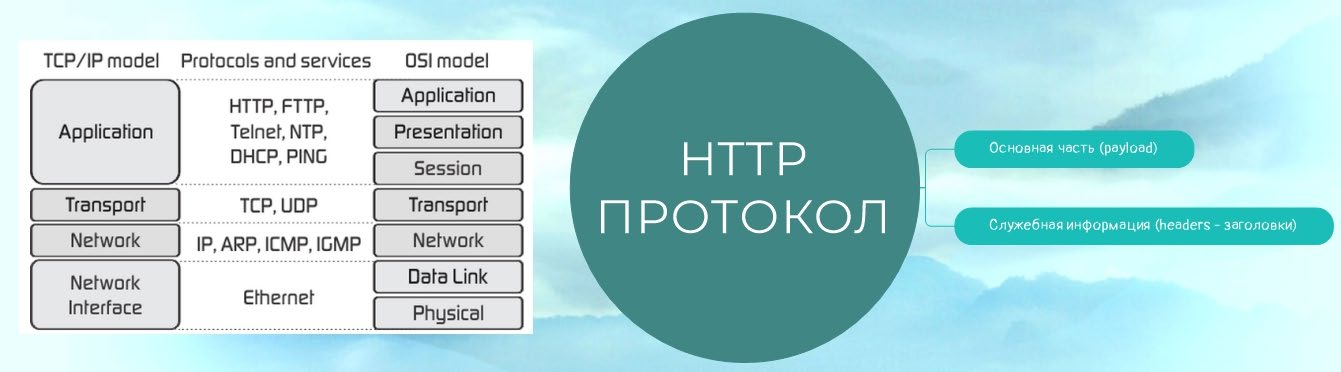 TCP/IP model Protocols and services OSI model
Application
HTTP, FTTP,
Telnet, NTP,
DHCP, PING
Application
Presentation
Session
Transport
TCP, UDP
Transport
Network
IP, ARP, ICMP, IGMP
Network
Network
Interface
Ethernet
Data Link
Physical
HTTP
ПРОТОКОЛ
Основная часть (payload)
Служебная информация (headers - заголовки)